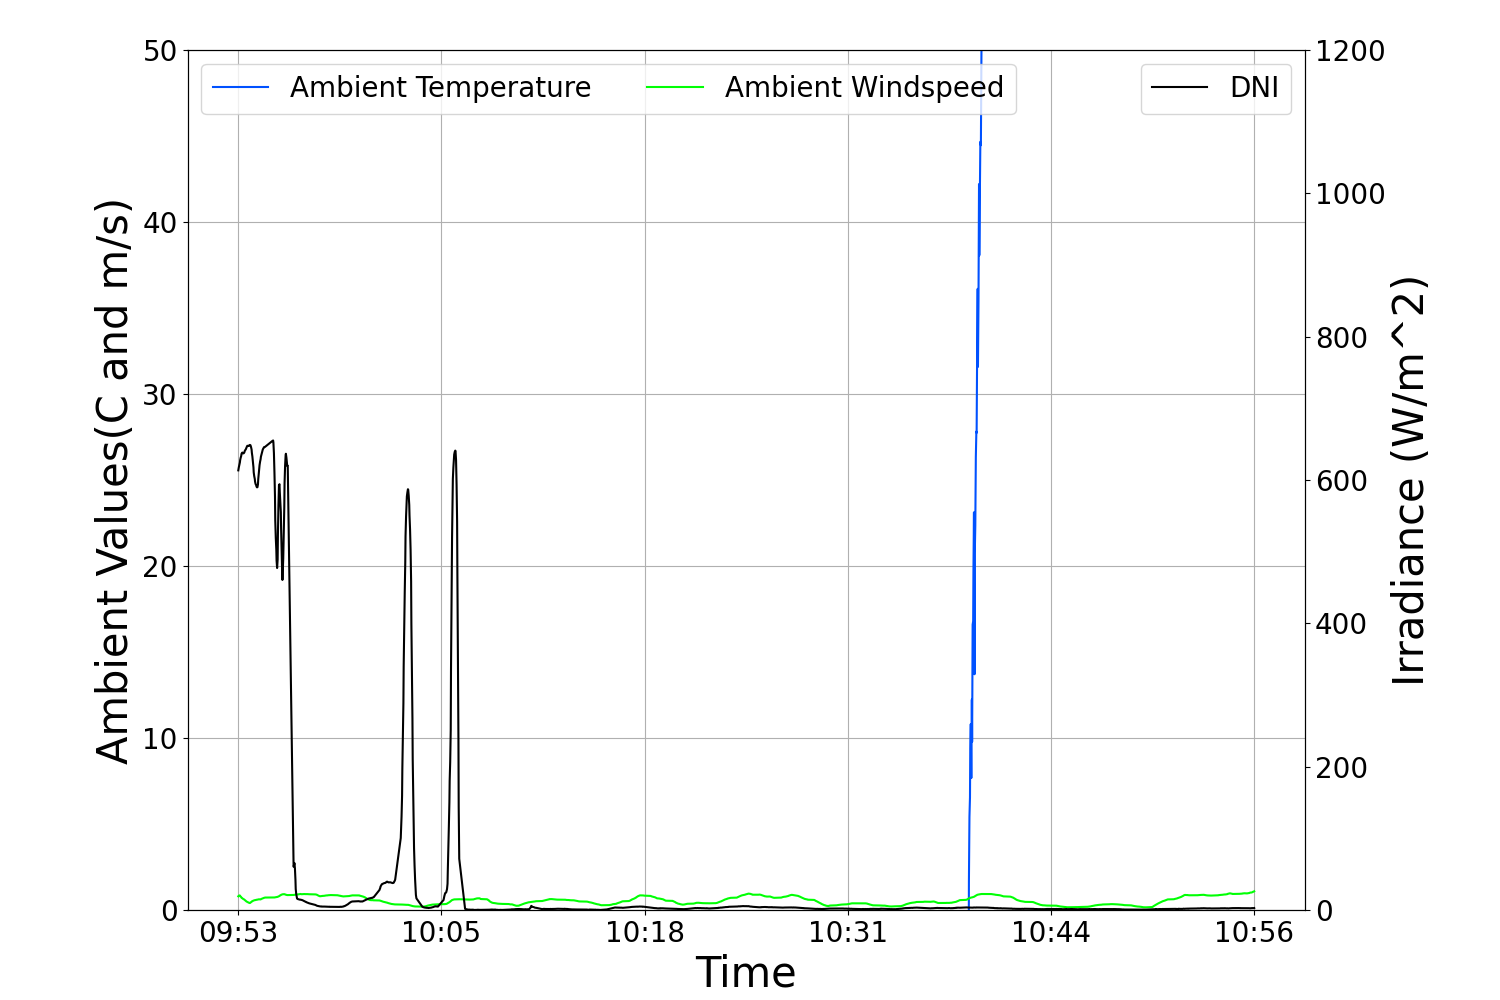 Ambient Temperature
Ambient Windspeed
DNI
Ambient Values(C and m/s)
50
40
30
20
10
0
1200
1000
800
600
400
200
0
Irradiance (W/m^2)
09:53 10:05 10:18 10:31 10:44 10:56
Time